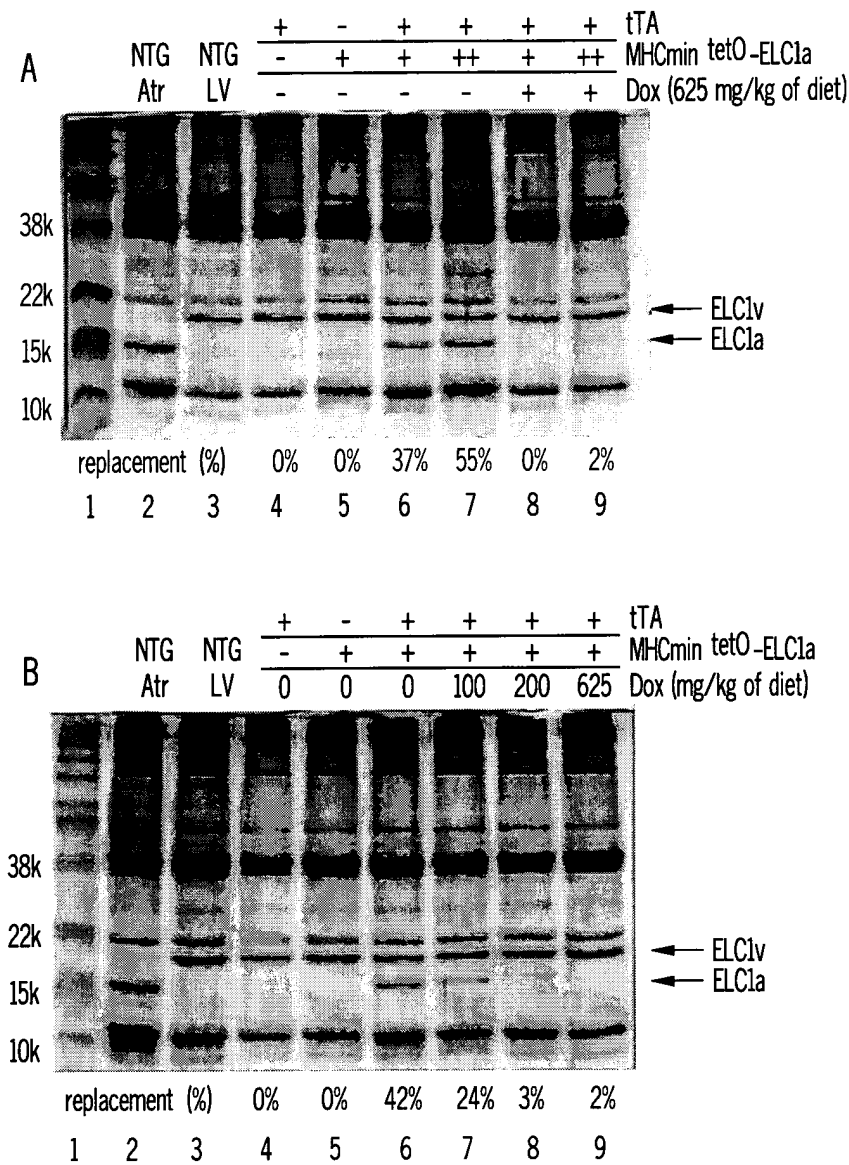 + - + + + + tTA
NTG NTG - + + ++ + ++ MHCmin tetO-ELC1a
A
Atr LV - - - - + + Dox (625 mg/kg of diet)
38k
22k
ELC1v
15k
ELC1a
10k
replacement (%) 0% 0% 37% 55% 0% 2%
1 2 3 4 5 6 7 8 9
+ - + + + + tTA
NTG NTG - + + + + + MHCmin tetO-ELC1a
B
Atr LV 0 0 0 100 200 625 Dox (mg/kg of diet)
38k
22k
ELC1v
15k
ELC1a
10k
replacement (%) 0% 0% 42% 24% 3% 2%
1 2 3 4 5 6 7 8 9